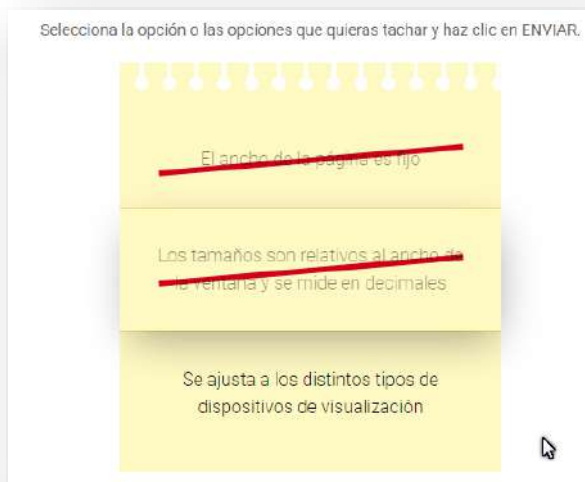 Selecciona la opción o las opciones que quieras tachar y haz clic en ENVIAR.
El ancho de la página es fijo
Los tamaños son relativos al ancho de
la ventana y se mide en decimales
Se ajusta a los distintos tipos de
dispositivos de visualización